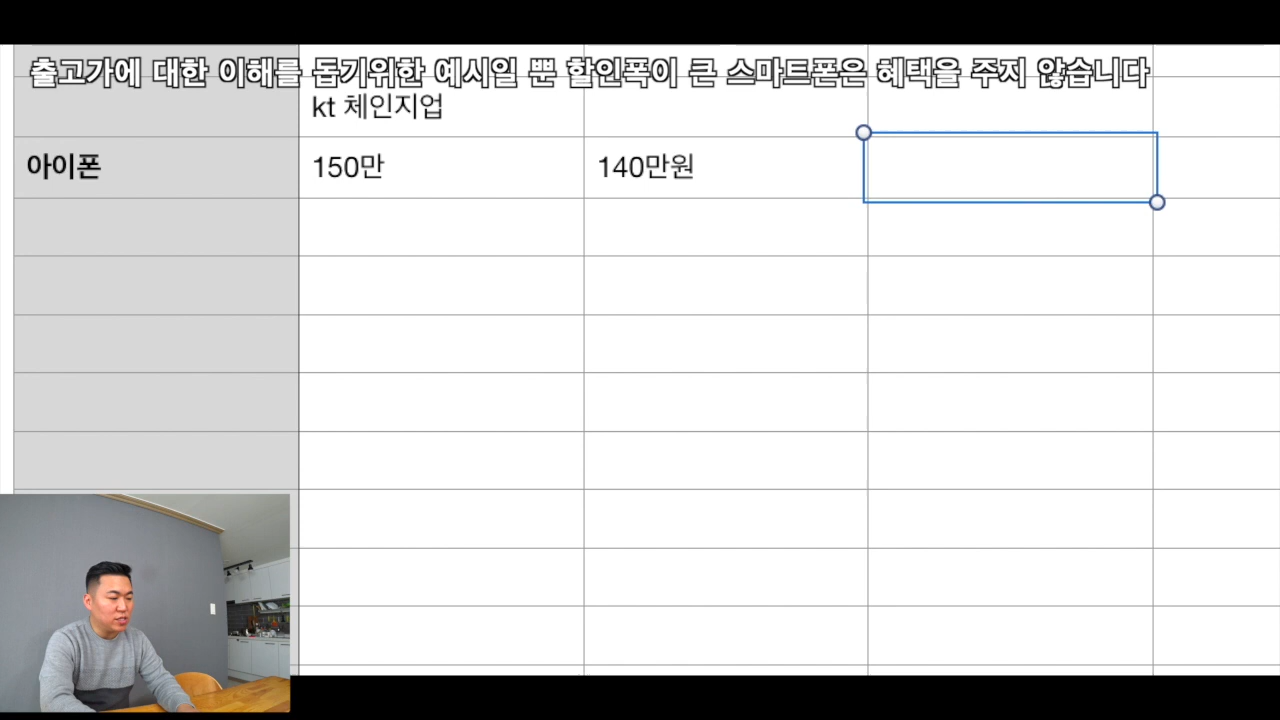 출고가에 대한 이해를 돕기위한 예시일 뿐 할인폭이 큰 스마트폰은 혜택을 주지 않습니다
kt 체인지업
아이폰 150만 140만원